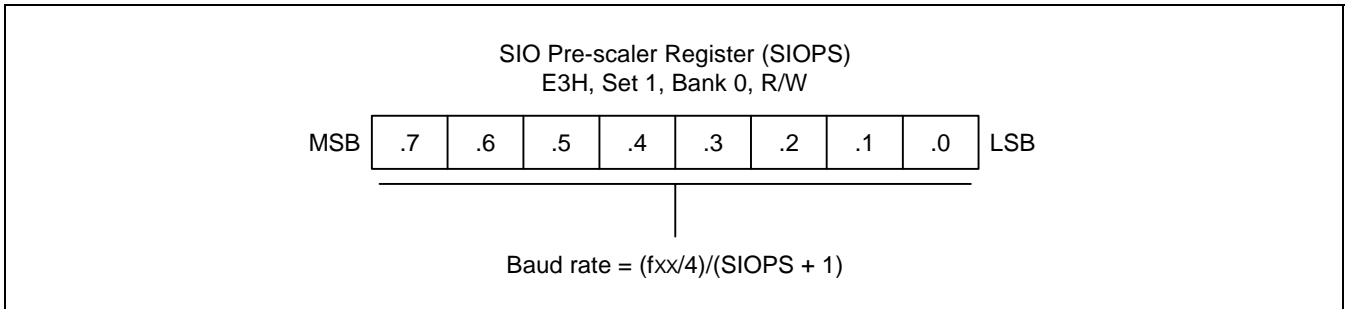 SIO Pre-scaler Register (SIOPS)
E3H, Set 1, Bank 0, R/W
MSB .7 .6 .5 .4 .3 .2 .1 .0 LSB
Baud rate = (fxx/4)/(SIOPS + 1)